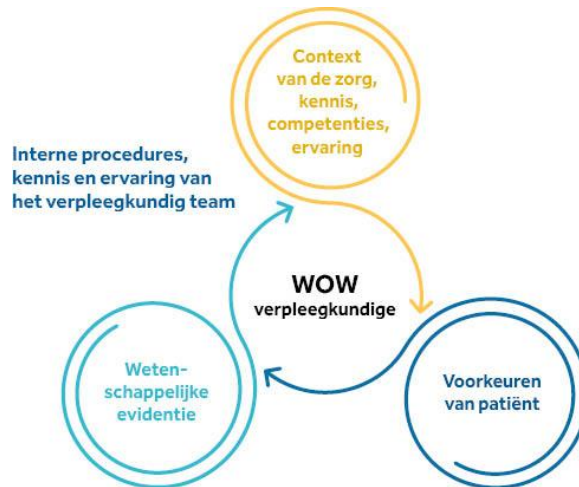 Context
van de zorg,
kennis,
competenties,
ervaring
Interne procedures,
kennis en ervaring van
het verpleegkundig team
WOW
verpleegkundige
Weten-
schappelijke
evidentie
Voorkeuren
van patiënt